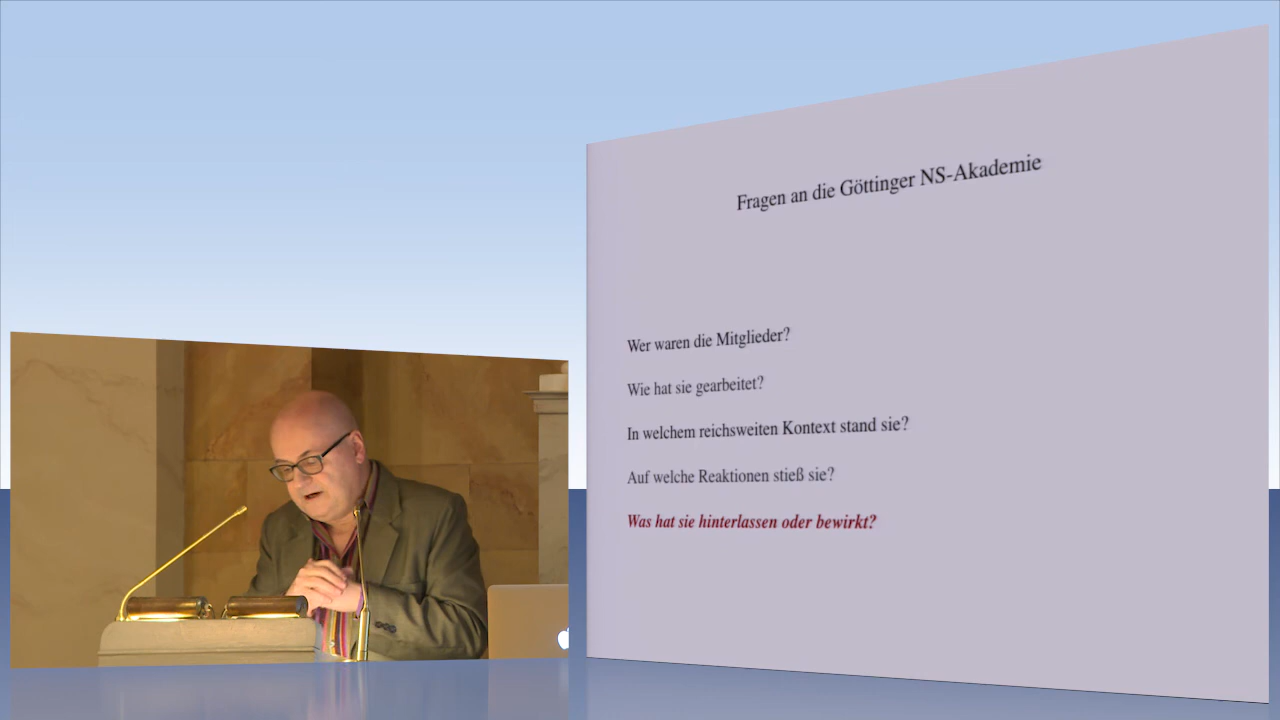 Fragen an die Göttinger NS-Akademie
Wer waren die Mitglieder?
Wie hat sie gearbeitet?
In welchem reichsweiten Kontext stand sie?
Auf welche Reaktionen stieß sie?
Was hat sie hinterlassen oder bewirkt?